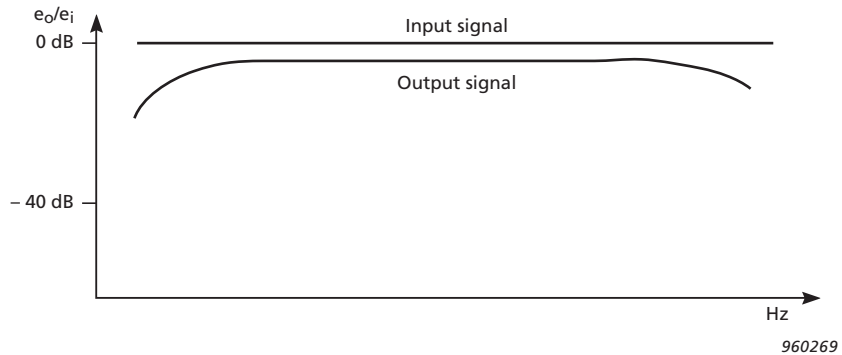 eo/ei
0 dB
Input signal
Output signal
– 40 dB
Hz
960269